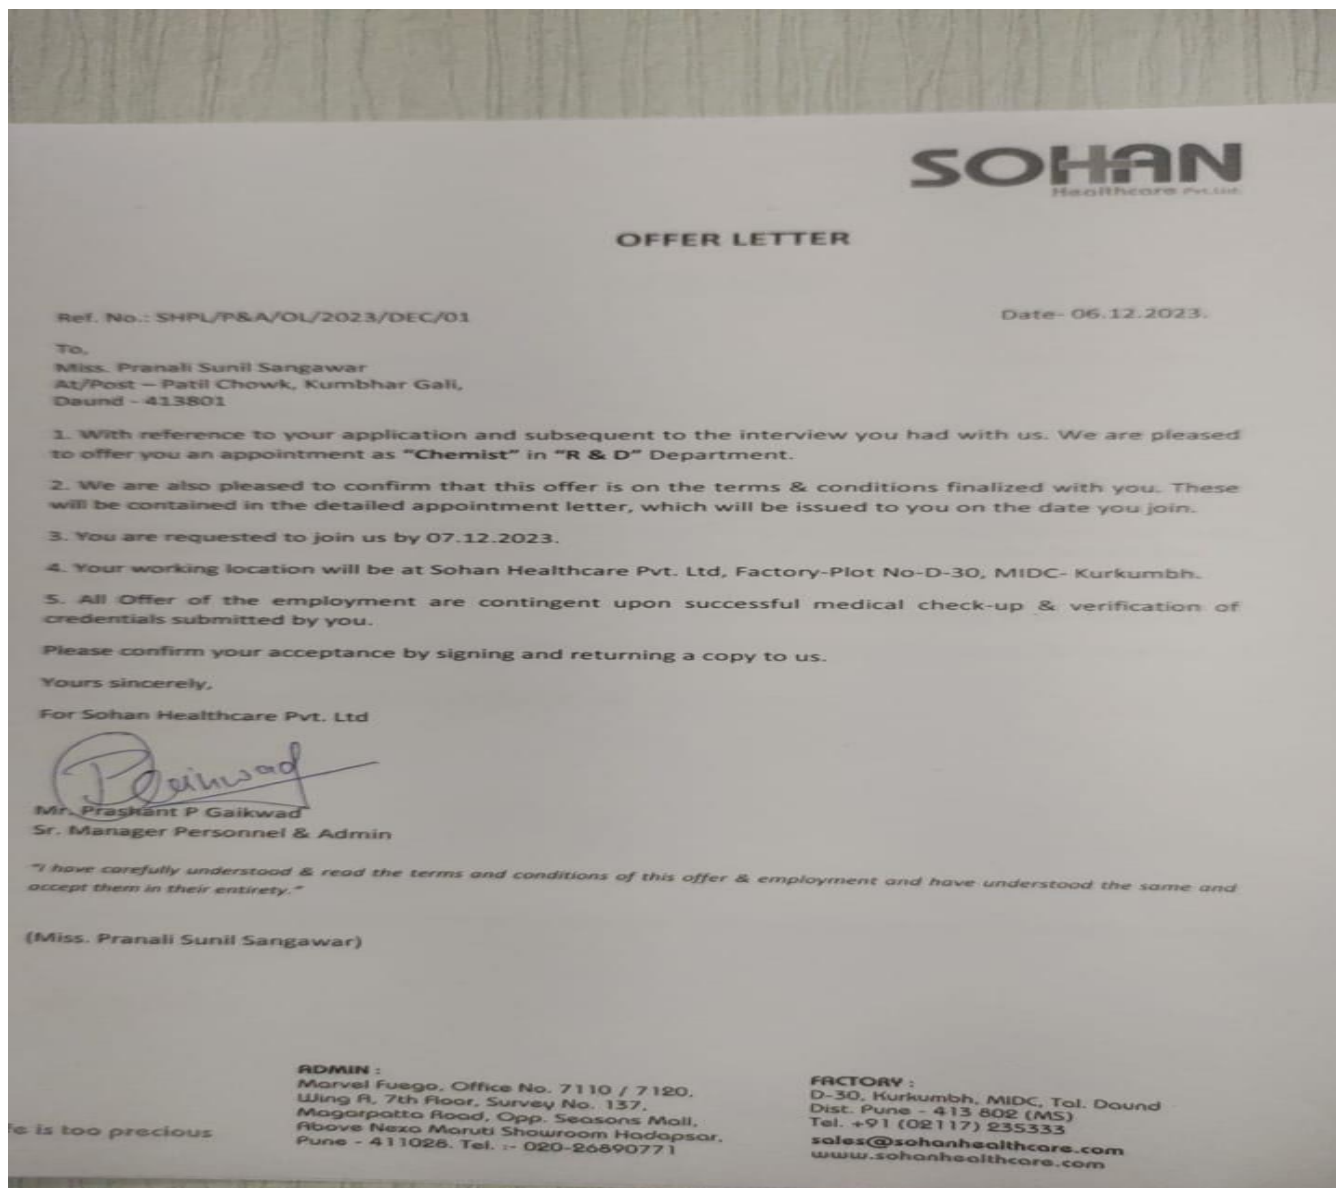 SOHAN
Healthcare Pvt. Ltd.
OFFER LETTER
Ref. No.: SHPL/P&A/OL/2023/DEC/01
Date- 06.12.2023.
To,
Miss. Pranali Sunil Sangawar
At/Post – Patil Chowk, Kumbhar Gali,
Daund - 413801
1. With reference to your application and subsequent to the interview you had with us. We are pleased
to offer you an appointment as "Chemist" in "R & D" Department.
2. We are also pleased to confirm that this offer is on the terms & conditions finalized with you. These
will be contained in the detailed appointment letter, which will be issued to you on the date you join.
3. You are requested to join us by 07.12.2023.
4. Your working location will be at Sohan Healthcare Pvt. Ltd, Factory-Plot No-D-30, MIDC- Kurkumbh.
5. All Offer of the employment are contingent upon successful medical check-up & verification of
credentials submitted by you.
Please confirm your acceptance by signing and returning a copy to us.
Yours sincerely,
For Sohan Healthcare Pvt. Ltd
Mr. Prashant P Gaikwad
Sr. Manager Personnel & Admin
"I have carefully understood & read the terms and conditions of this offer & employment and have understood the same and
accept them in their entirety."
(Miss. Pranali Sunil Sangawar)
is too precious
ADMIN :
Marvel Fuego, Office No. 7110 / 7120,
Wing A, 7th Floor, Survey No. 137,
Magarpatta Road, Opp. Seasons Mall,
Above Nexa Maruti Showroom Hadapsar,
Pune - 411028. Tel. :- 020-26890771
FACTORY :
D-30, Kurkumbh, MIDC, Tal. Daund
Dist. Pune - 413 802 (MS)
Tel. +91 (02117) 235333
sales@sohanhealthcare.com
www.sohanhealthcare.com